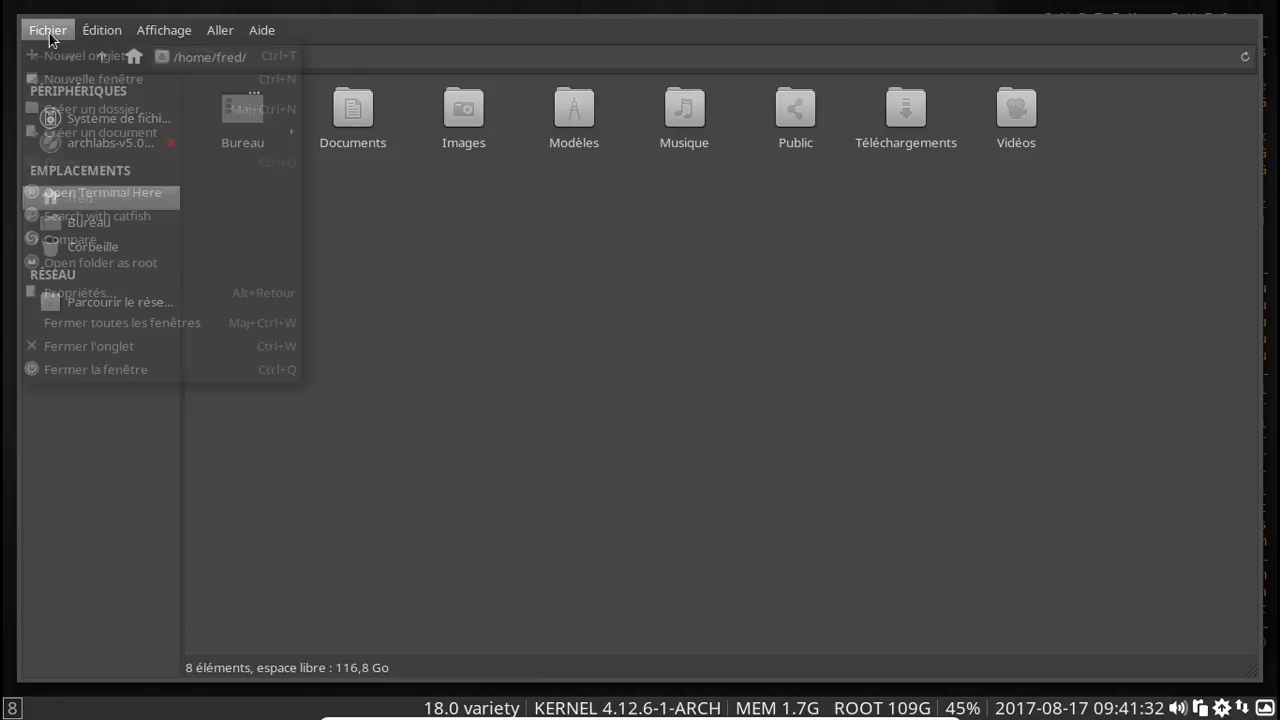 Fichier Édition Affichage Aller Aide
Nouvel onglet Ctrl+T
/home/fred/
Nouvelle fenêtre Ctrl+N
PÉRIPHÉRIQUES
Créer un dossier... Maj+Ctrl+N
Système de fichi...
Créer un document
archlabs-v5.0...
Bureau Documents Images Modèles Musique Public Téléchargements Vidéos
EMPLACEMENTS
Open Terminal Here
fred
Search with catfish
Bureau
Compare
Corbeille
Open folder as root
RÉSEAU
Propriétés... Alt+Retour
Parcourir le rése...
Fermer toutes les fenêtres Maj+Ctrl+W
Fermer l'onglet Ctrl+W
Fermer la fenêtre Ctrl+Q
8 éléments, espace libre : 116,8 Go
8 18.0 variety KERNEL 4.12.6-1-ARCH MEM 1.7G ROOT 109G 45% 2017-08-17 09:41:32